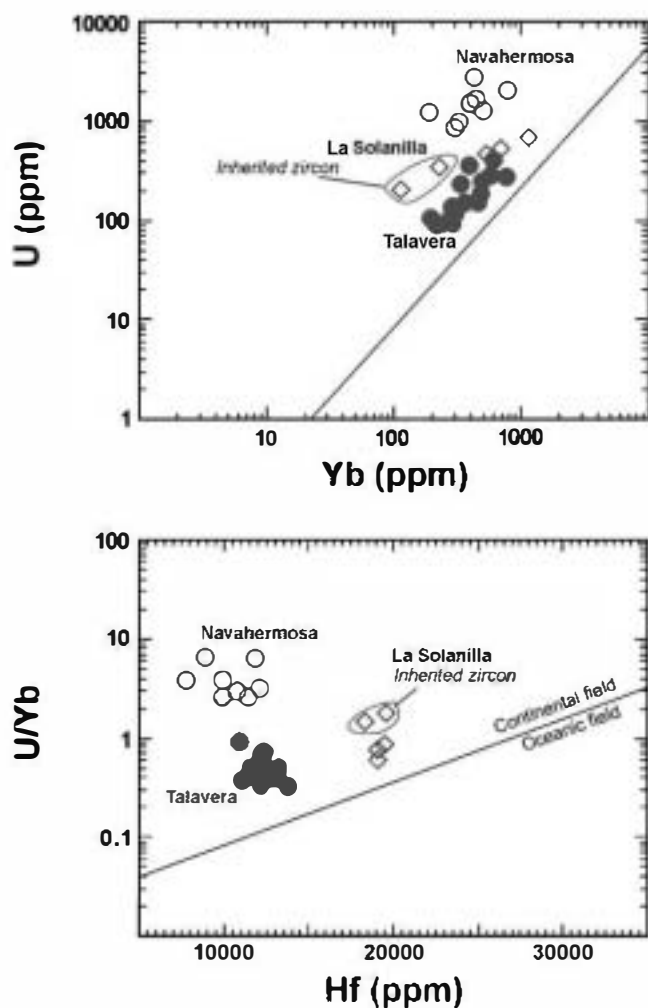 10000
Navahermosa
1000
La Solanilla
Inherited zircon
U (ppm)
100
Talavera
10
1
10
100
1000
Yb (ppm)
100
Navahermosa
10
La Solanilla
Inherited zircon
U/Yb
Continental field
1
Oceanic field
Talavera
0.1
10000
20000
30000
Hf (ppm)